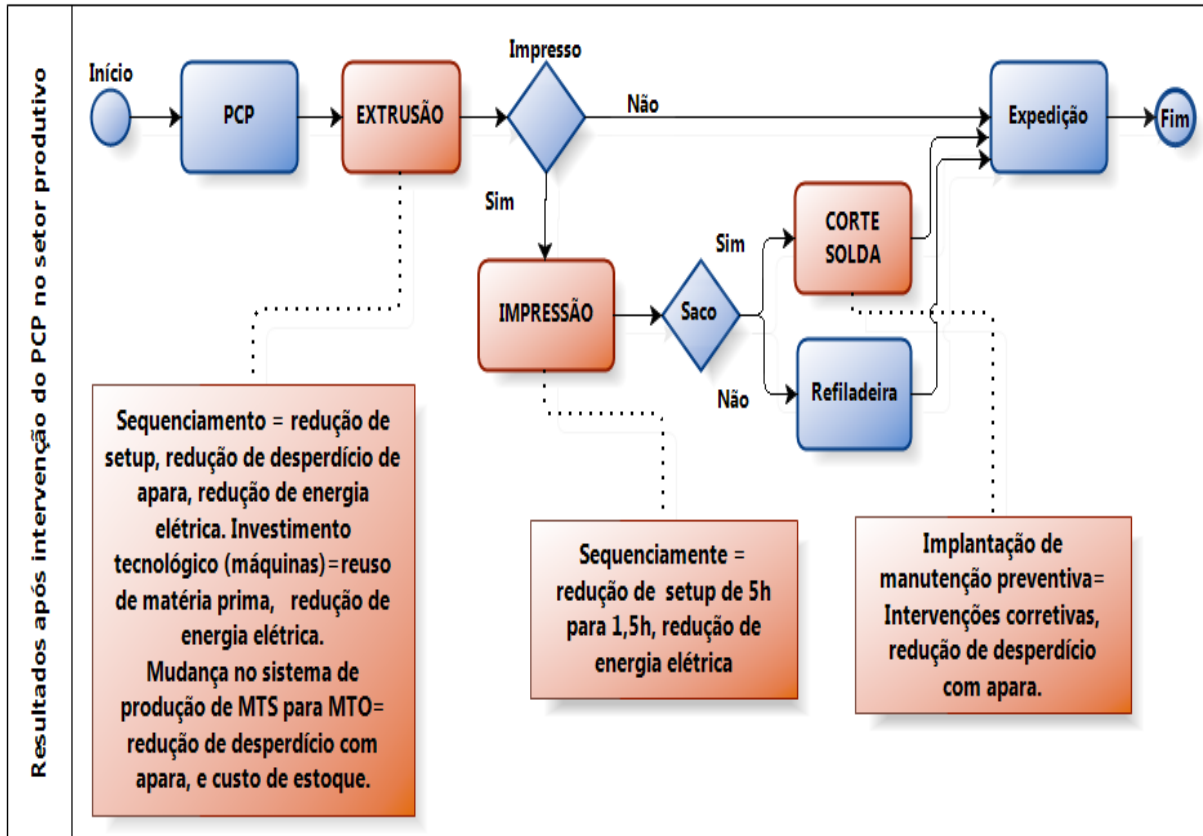 Resultados após intervenção do PCP no setor produtivo
Início
PCP
EXTRUSÃO
Impresso
Não
Expedição
Fim
Sim
IMPRESSÃO
Saco
Sim
CORTE
SOLDA
Não
Refiladeira
Sequenciamento = redução de
setup, redução de desperdício de
apara, redução de energia
elétrica. Investimento
tecnológico (máquinas)=reuso
de matéria prima, redução de
energia elétrica.
Mudança no sistema de
produção de MTS para MTO=
redução de desperdício com
apara, e custo de estoque.
Sequenciamente =
redução de setup de 5h
para 1,5h, redução de
energia elétrica
Implantação de
manutenção preventiva=
Intervenções corretivas,
redução de desperdício
com apara.